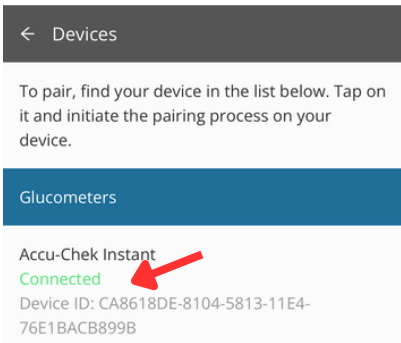 Devices
To pair, find your device in the list below. Tap on
it and initiate the pairing process on your
device.
Glucometers
Accu-Chek Instant
Connected
Device ID: CA8618DE-8104-5813-11E4-
76E1BACB899B